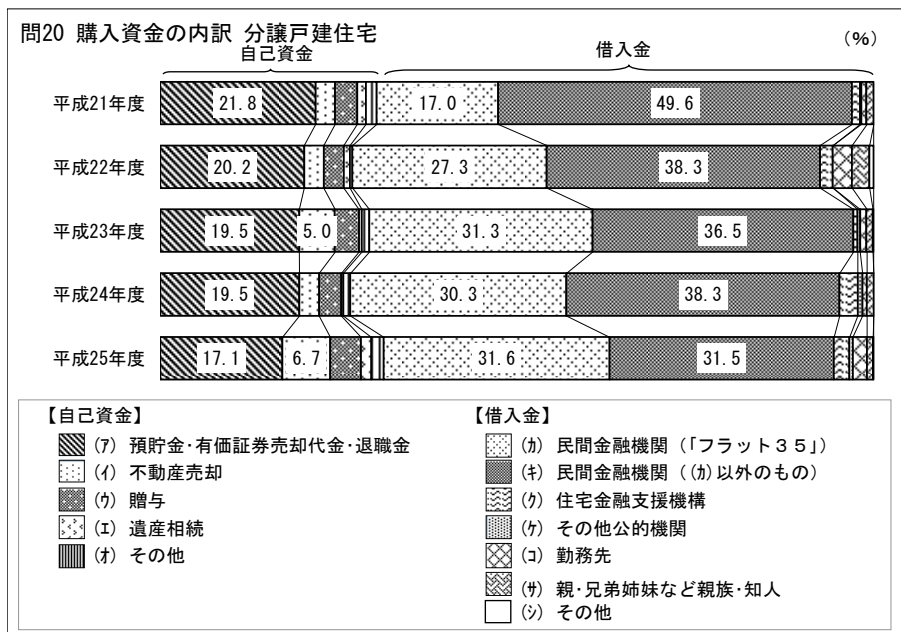 問20 購入資金の内訳 分譲戸建住宅
(%)
自己資金 借入金
平成21年度 21.8 17.0 49.6
平成22年度 20.2 27.3 38.3
平成23年度 19.5 5.0 31.3 36.5
平成24年度 19.5 30.3 38.3
平成25年度 17.1 6.7 31.6 31.5
【自己資金】
(ア) 預貯金･有価証券売却代金･退職金
(イ) 不動産売却
(ウ) 贈与
(エ) 遺産相続
(オ) その他
【借入金】
(カ) 民間金融機関（｢フラット３５｣）
(キ) 民間金融機関（(カ)以外のもの）
(ク) 住宅金融支援機構
(ケ) その他公的機関
(コ) 勤務先
(サ) 親･兄弟姉妹など親族･知人
(シ) その他